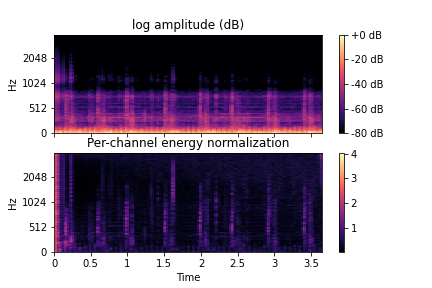 log amplitude (dB)
Hz
2048
1024
512
0
+0 dB
-20 dB
-40 dB
-60 dB
-80 dB
Per-channel energy normalization
Hz
2048
1024
512
0
4
3
2
1
0 0.5 1 1.5 2 2.5 3 3.5
Time